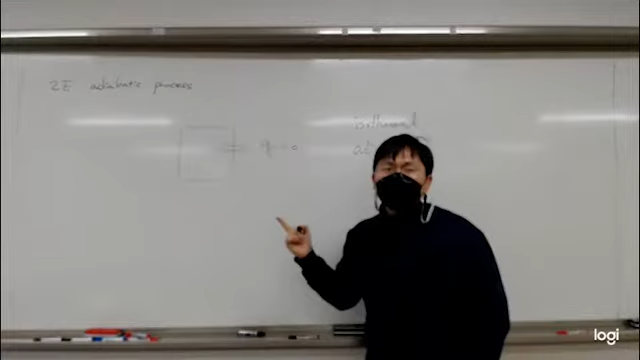 2E adiabatic process
isothermal
q = 0
logi